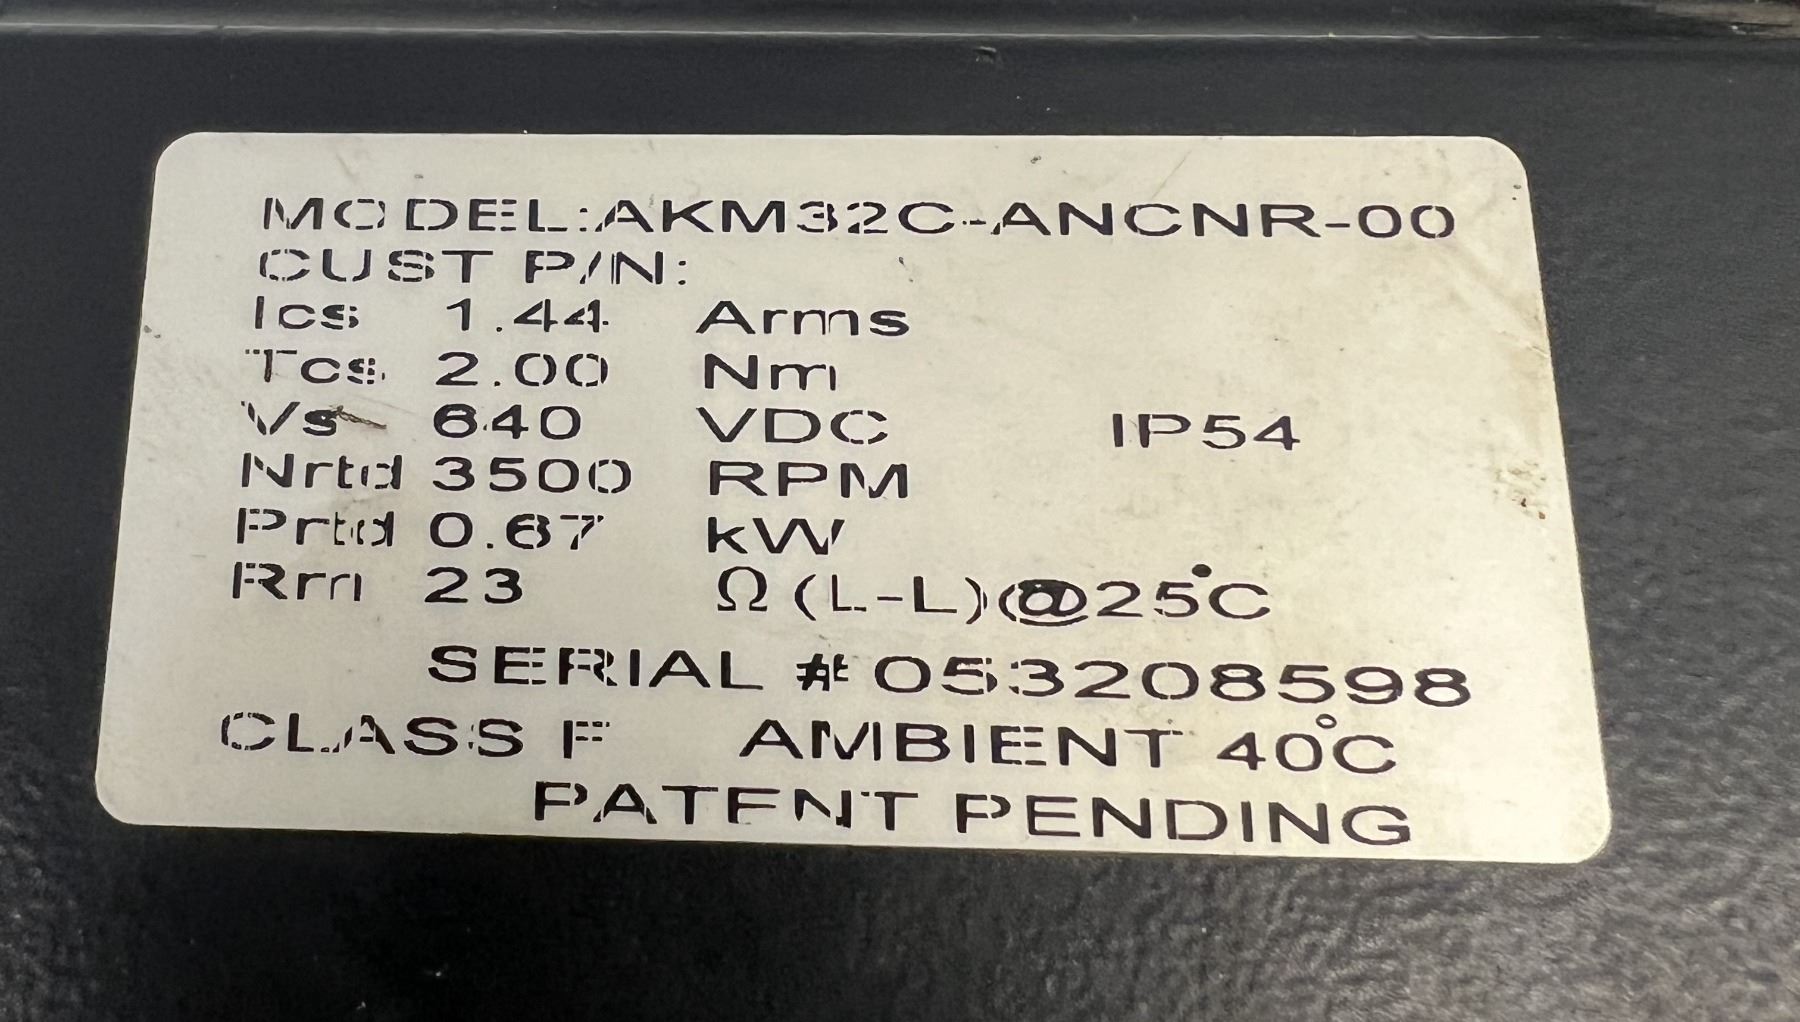 MODEL:AKM32C-ANCNR-00
CUST P/N:
Ics 1.44 Arms
Tcs 2.00 Nm
Vs 640 VDC IP54
Nrtd 3500 RPM
Prtd 0.67 kW
Rm 23 Ω(L-L)@25°C
SERIAL # 053208598
CLASS F AMBIENT 40°C
PATENT PENDING